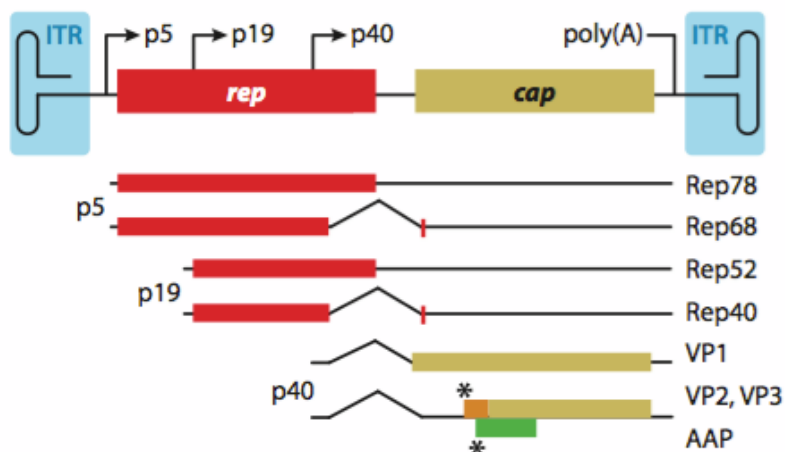 ITR p5 p19 p40 poly(A) ITR
rep cap
Rep78
p5
Rep68
Rep52
p19
Rep40
VP1
p40 * VP2, VP3
* AAP